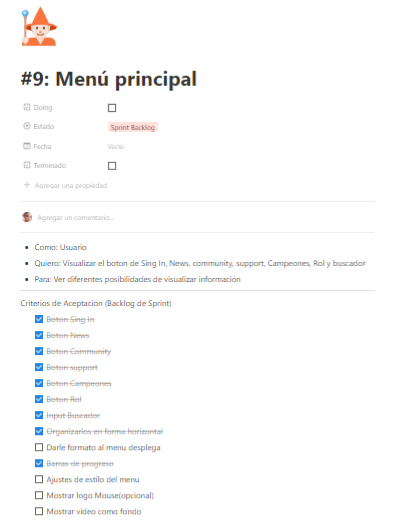 #9: Menú principal
Doing
Estado Sprint Backlog
Fecha Vacío
Terminado
Agregar una propiedad
Agregar un comentario...
Como: Usuario
Quiero: Visualizar el boton de Sing In, News, community, support, Campeones, Rol y buscador
Para: Ver diferentes posibilidades de visualizar información
Criterios de Aceptación (Backlog de Sprint)
Boton Sing In
Boton News
Boton Community
Boton support
Boton Campeones
Boton Rol
Input Buscador
Organizarlos en forma horizontal
Darle formato al menu desplega
Barras de progreso
Ajustes de estilo del menu
Mostrar logo Mouse(opcional)
Mostrar video como fondo